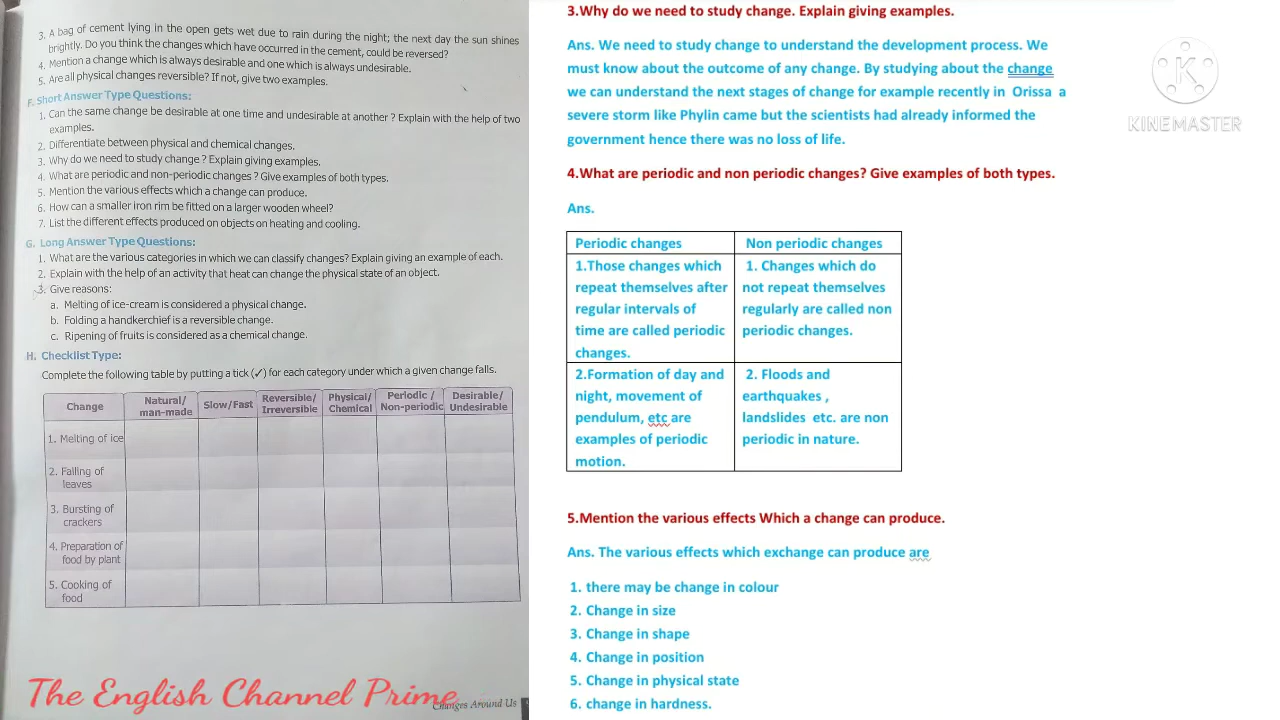 3. A bag of cement lying in the open gets wet due to rain during the night; the next day the sun shines
brightly. Do you think the changes which have occurred in the cement, could be reversed?
4. Mention a change which is always desirable and one which is always undesirable.
5. Are all physical changes reversible? If not, give two examples.
F. Short Answer Type Questions:
1. Can the same change be desirable at one time and undesirable at another ? Explain with the help of two
examples.
2. Differentiate between physical and chemical changes.
3. Why do we need to study change ? Explain giving examples.
4. What are periodic and non-periodic changes ? Give examples of both types.
5. Mention the various effects which a change can produce.
6. How can a smaller iron rim be fitted on a larger wooden wheel?
7. List the different effects produced on objects on heating and cooling.
G. Long Answer Type Questions:
1. What are the various categories in which we can classify changes? Explain giving an example of each.
2. Explain with the help of an activity that heat can change the physical state of an object.
3. Give reasons:
a. Melting of ice-cream is considered a physical change.
b. Folding a handkerchief is a reversible change.
c. Ripening of fruits is considered as a chemical change.
H. Checklist Type:
Complete the following table by putting a tick (✓) for each category under which a given change falls.
Change
Natural/
man-made
Slow/Fast
Reversible/
Irreversible
Physical/
Chemical
Periodic /
Non-periodic
Desirable/
Undesirable
1. Melting of ice
2. Falling of
leaves
3. Bursting of
crackers
4. Preparation of
food by plant
5. Cooking of
food
The English Channel Prime
Changes Around Us
3.Why do we need to study change. Explain giving examples.
Ans. We need to study change to understand the development process. We
must know about the outcome of any change. By studying about the change
we can understand the next stages of change for example recently in Orissa a
severe storm like Phylin came but the scientists had already informed the
government hence there was no loss of life.
4.What are periodic and non periodic changes? Give examples of both types.
Ans.
Periodic changes
Non periodic changes
1.Those changes which
repeat themselves after
regular intervals of
time are called periodic
changes.
1. Changes which do
not repeat themselves
regularly are called non
periodic changes.
2.Formation of day and
night, movement of
pendulum, etc are
examples of periodic
motion.
2. Floods and
earthquakes ,
landslides etc. are non
periodic in nature.
5.Mention the various effects Which a change can produce.
Ans. The various effects which exchange can produce are
1. there may be change in colour
2. Change in size
3. Change in shape
4. Change in position
5. Change in physical state
6. change in hardness.
K
KINEMASTER